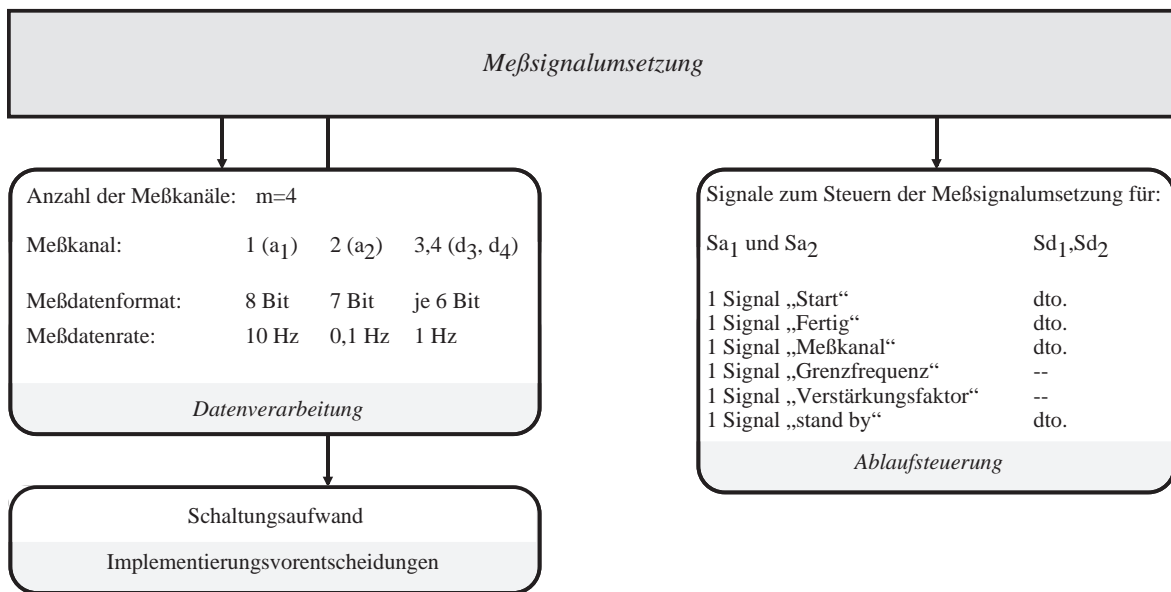 Meßsignalumsetzung
Anzahl der Meßkanäle: m=4
Meßkanal: 1 (a1) 2 (a2) 3,4 (d3, d4)
Meßdatenformat: 8 Bit 7 Bit je 6 Bit
Meßdatenrate: 10 Hz 0,1 Hz 1 Hz
Datenverarbeitung
Schaltungsaufwand
Implementierungsvorentscheidungen
Signale zum Steuern der Meßsignalumsetzung für:
Sa1 und Sa2 Sd1,Sd2
1 Signal „Start“ dto.
1 Signal „Fertig“ dto.
1 Signal „Meßkanal“ dto.
1 Signal „Grenzfrequenz“ --
1 Signal „Verstärkungsfaktor“ --
1 Signal „stand by“ dto.
Ablaufsteuerung